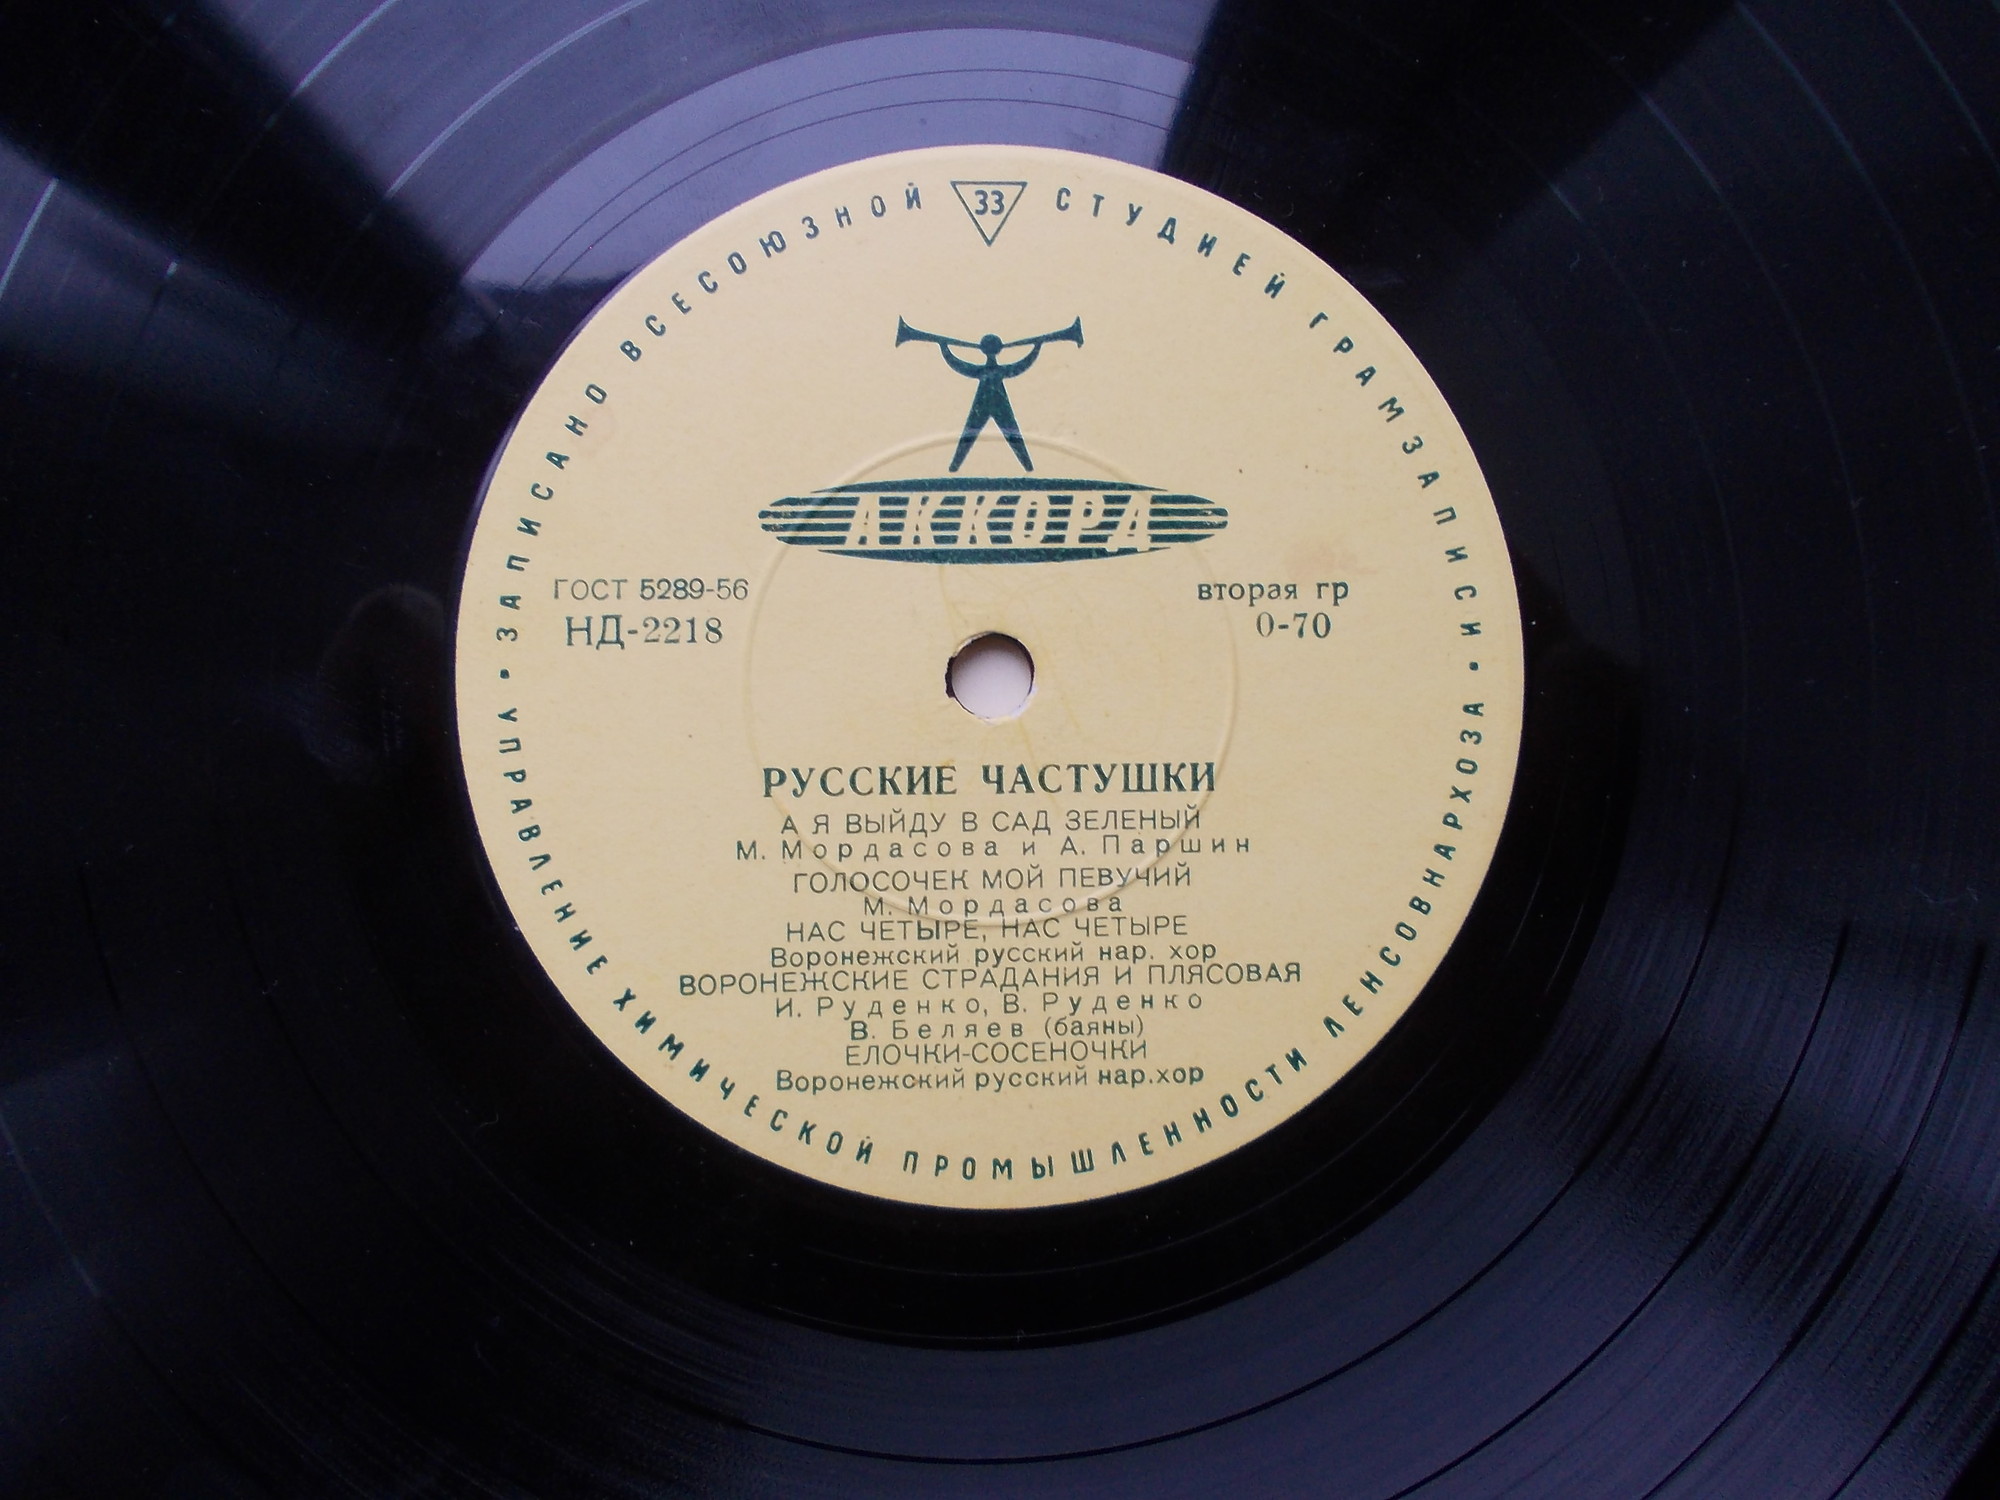 ЗАПИСАНО ВСЕСОЮЗНОЙ СТУДИЕЙ ГРАМЗАПИСИ
33
АККОРД
ГОСТ 5289-56
НД-2218
вторая гр
0-70
РУССКИЕ ЧАСТУШКИ
А Я ВЫЙДУ В САД ЗЕЛЕНЫЙ
М. Мордасова и А. Паршин
ГОЛОСОЧЕК МОЙ ПЕВУЧИЙ
М. Мордасова
НАС ЧЕТЫРЕ, НАС ЧЕТЫРЕ
Воронежский русский нар. хор
ВОРОНЕЖСКИЕ СТРАДАНИЯ И ПЛЯСОВАЯ
И. Руденко, В. Руденко
В. Беляев (баяны)
ЕЛОЧКИ-СОСЕНОЧКИ
Воронежский русский нар.хор
УПРАВЛЕНИЕ ХИМИЧЕСКОЙ ПРОМЫШЛЕННОСТИ ЛЕНСОВНАРХОЗА